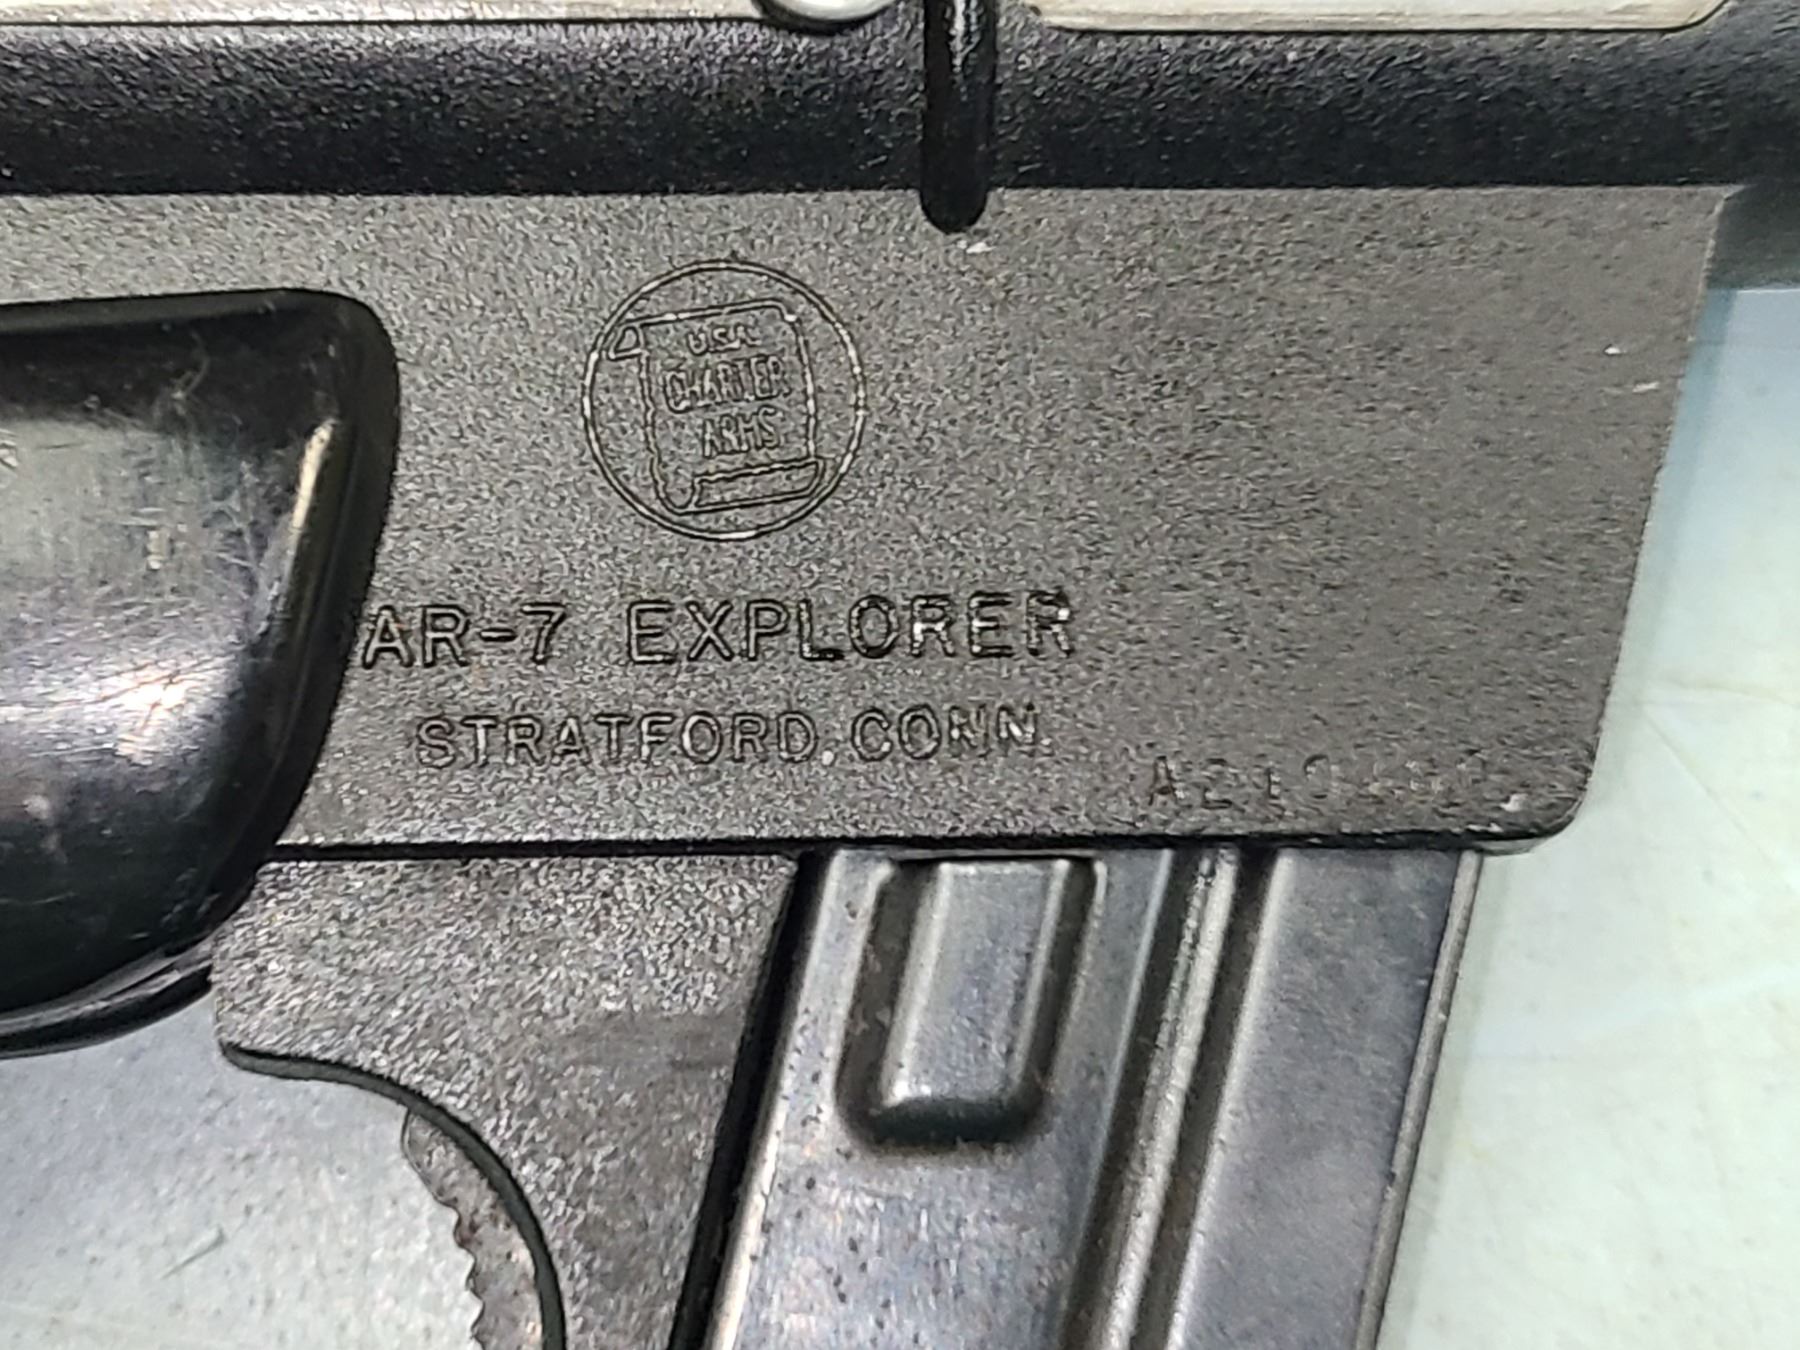 U.S.A.
CHARTER
ARMS
AR-7 EXPLORER
STRATFORD, CONN.